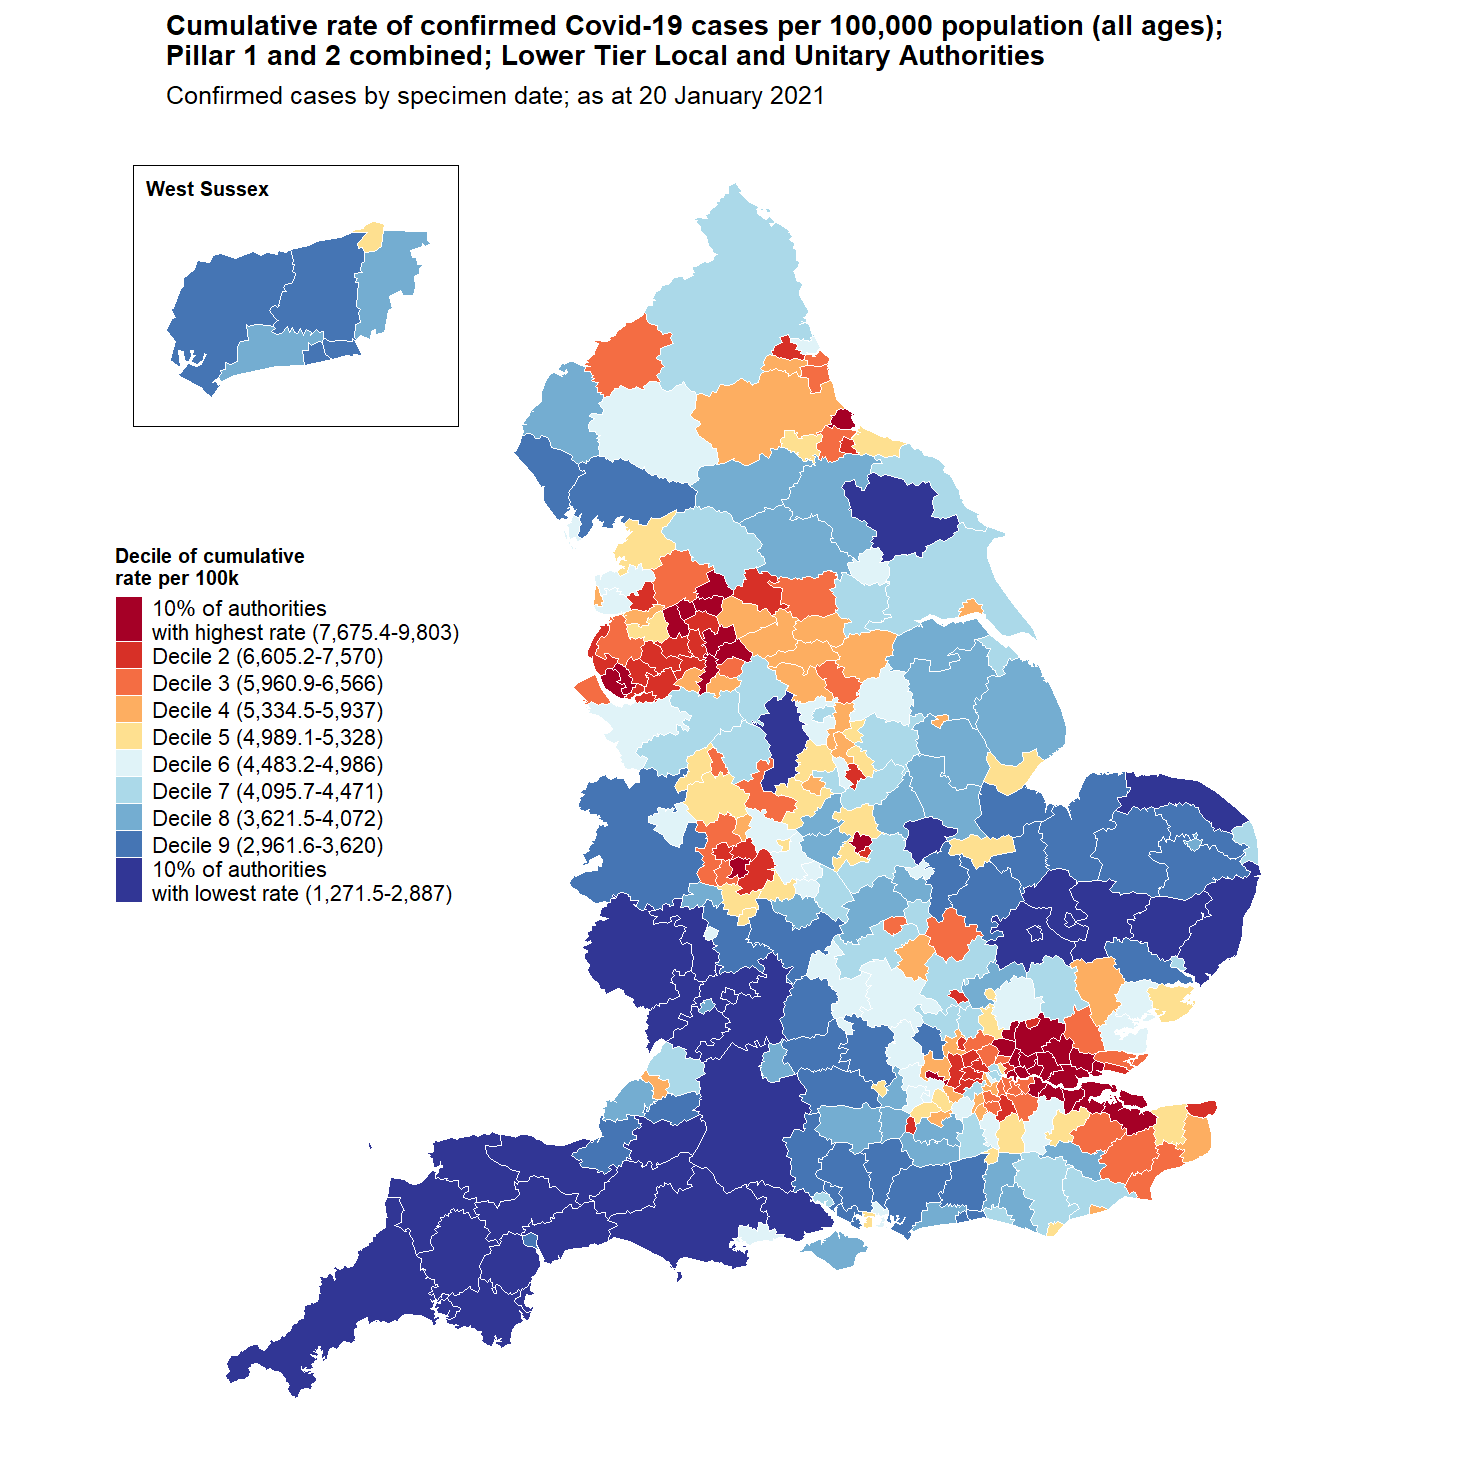 Cumulative rate of confirmed Covid-19 cases per 100,000 population (all ages);
Pillar 1 and 2 combined; Lower Tier Local and Unitary Authorities
Confirmed cases by specimen date; as at 20 January 2021
West Sussex
Decile of cumulative
rate per 100k
10% of authorities
with highest rate (7,675.4-9,803)
Decile 2 (6,605.2-7,570)
Decile 3 (5,960.9-6,566)
Decile 4 (5,334.5-5,937)
Decile 5 (4,989.1-5,328)
Decile 6 (4,483.2-4,986)
Decile 7 (4,095.7-4,471)
Decile 8 (3,621.5-4,072)
Decile 9 (2,961.6-3,620)
10% of authorities
with lowest rate (1,271.5-2,887)